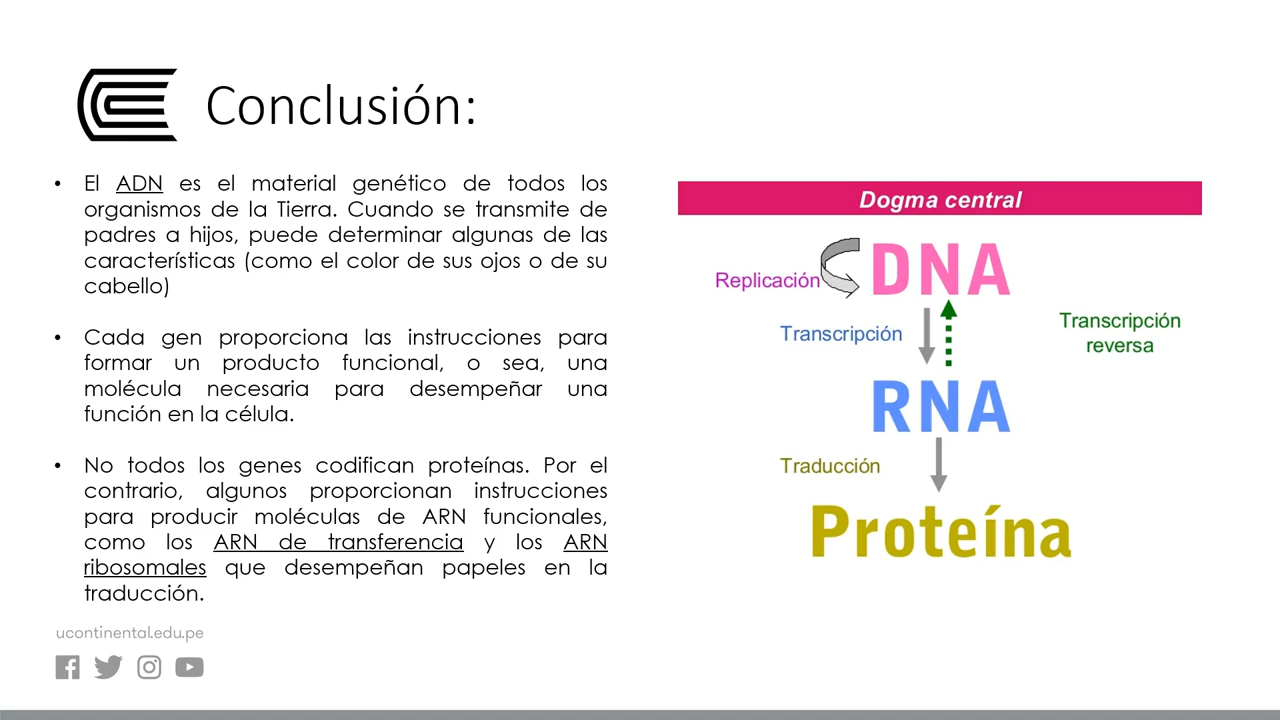 Conclusión:
• El ADN es el material genético de todos los
organismos de la Tierra. Cuando se transmite de
padres a hijos, puede determinar algunas de las
características (como el color de sus ojos o de su
cabello)
• Cada gen proporciona las instrucciones para
formar un producto funcional, o sea, una
molécula necesaria para desempeñar una
función en la célula.
• No todos los genes codifican proteínas. Por el
contrario, algunos proporcionan instrucciones
para producir moléculas de ARN funcionales,
como los ARN de transferencia y los ARN
ribosomales que desempeñan papeles en la
traducción.
ucontinental.edu.pe
Dogma central
DNA
Replicación
Transcripción
Transcripción
reversa
RNA
Traducción
Proteína